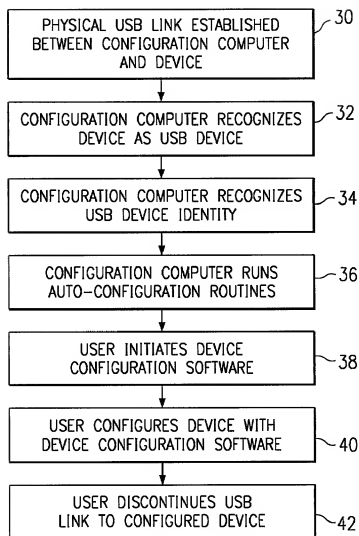 PHYSICAL USB LINK ESTABLISHED
BETWEEN CONFIGURATION COMPUTER
AND DEVICE
30
CONFIGURATION COMPUTER RECOGNIZES
DEVICE AS USB DEVICE
32
CONFIGURATION COMPUTER RECOGNIZES
USB DEVICE IDENTITY
34
CONFIGURATION COMPUTER RUNS
AUTO-CONFIGURATION ROUTINES
36
USER INITIATES DEVICE
CONFIGURATION SOFTWARE
38
USER CONFIGURES DEVICE WITH
DEVICE CONFIGURATION SOFTWARE
40
USER DISCONTINUES USB
LINK TO CONFIGURED DEVICE
42